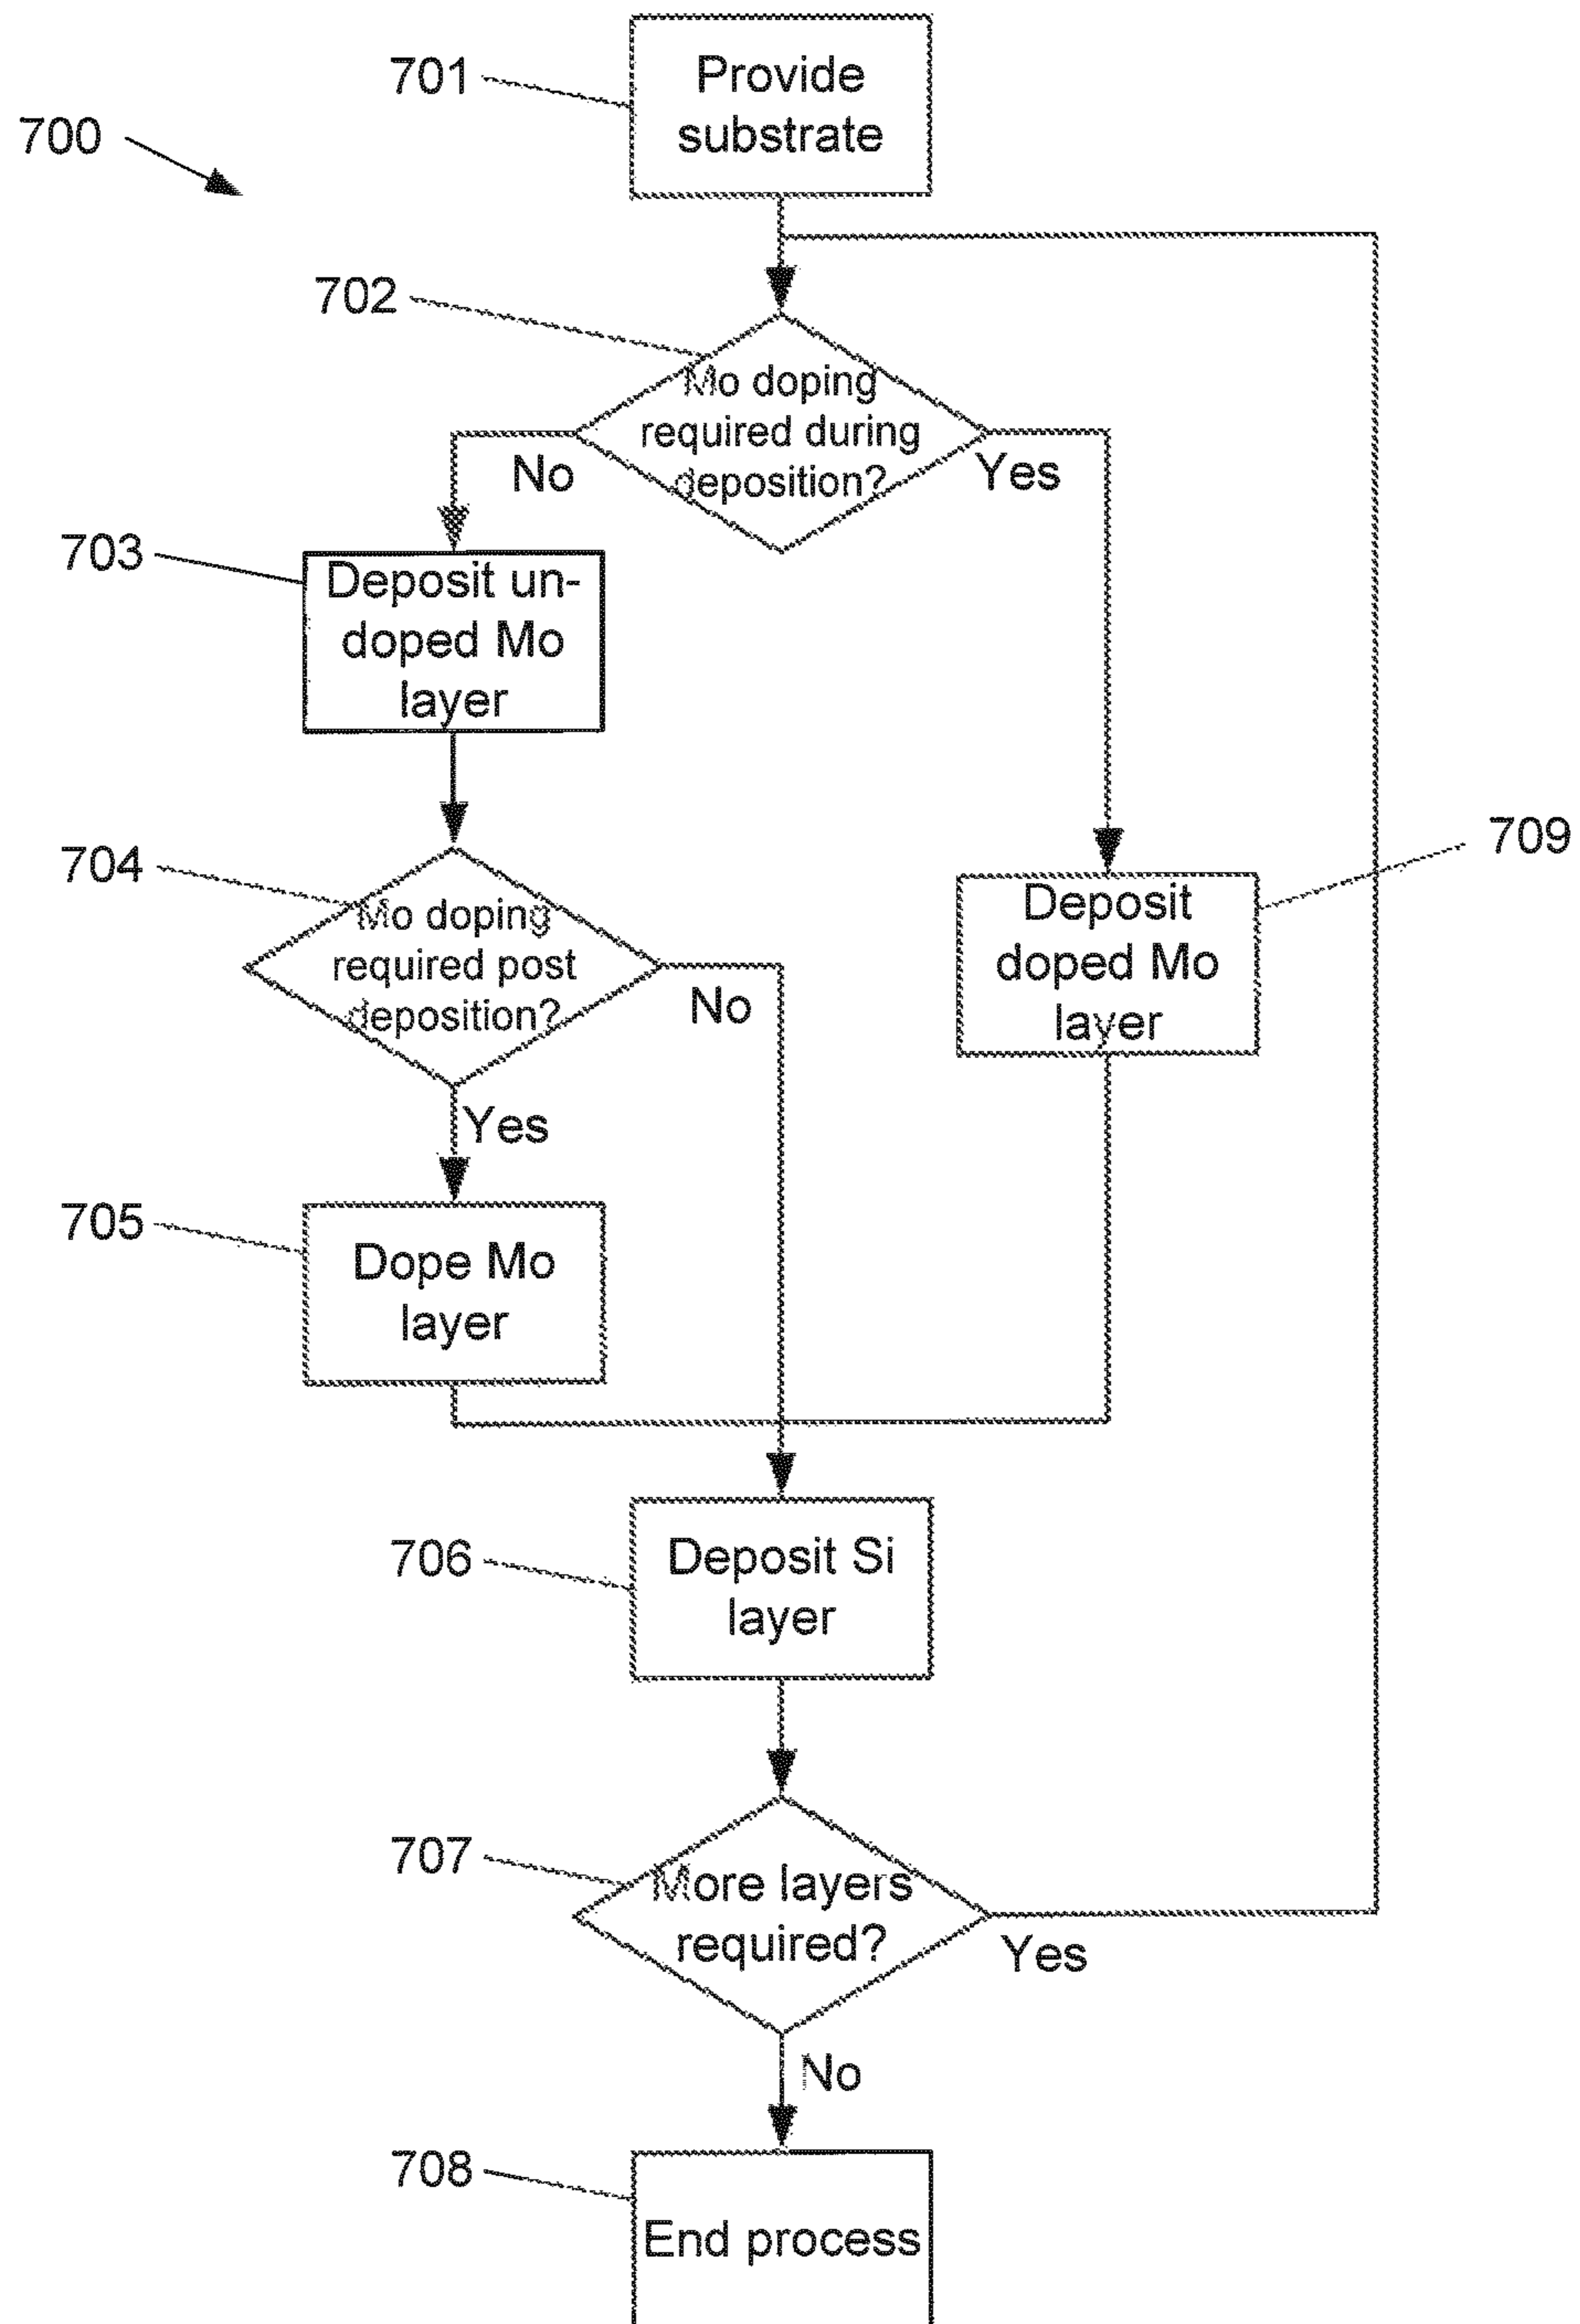 701
Provide
substrate
700
702
Mo doping
required during
deposition?
No
Yes
703
Deposit un-
doped Mo
layer
704
Mo doping
required post
deposition?
No
Yes
709
Deposit
doped Mo
layer
705
Dope Mo
layer
706
Deposit Si
layer
707
More layers
required?
Yes
No
708
End process